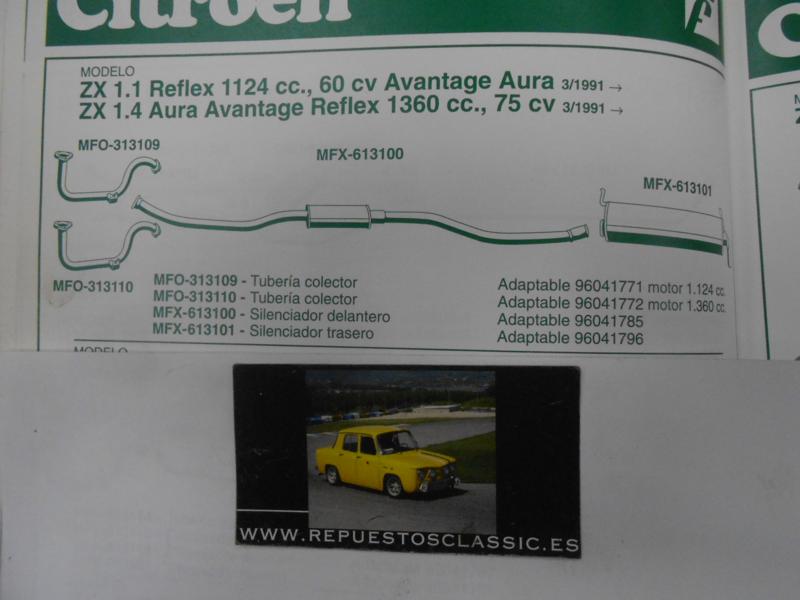 Citroën
MODELO
ZX 1.1 Reflex 1124 cc., 60 cv Avantage Aura 3/1991 →
ZX 1.4 Aura Avantage Reflex 1360 cc., 75 cv 3/1991 →
MFO-313109
MFX-613100
MFX-613101
MFO-313110
MFO-313109 - Tubería colector Adaptable 96041771 motor 1.124 cc.
MFO-313110 - Tubería colector Adaptable 96041772 motor 1.360 cc.
MFX-613100 - Silenciador delantero Adaptable 96041785
MFX-613101 - Silenciador trasero Adaptable 96041796
MODELO
WWW.REPUESTOSCLASSIC.ES